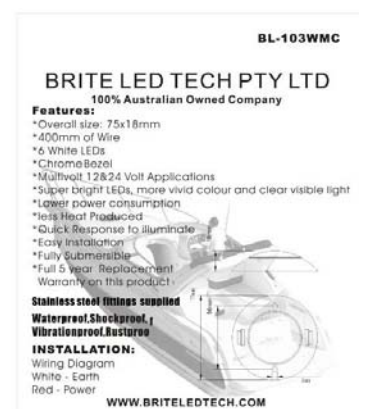 BL-103WMC
BRITE LED TECH PTY LTD
100% Australian Owned Company
Features:
*Overall size: 75x18mm
*400mm of Wire
*6 White LEDs
*Chrome Bezel
*Multivolt 12&24 Volt Applications
*Super bright LEDs, more vivid colour and clear visible light
*Lower power consumption
*less Heat Produced
*Quick Response to illuminate
*Easy Installation
*Fully Submersible
*Full 5 year Replacement
Warranty on this product
Stainless steel fittings supplied
Waterproof,Shockproof,
Vibrationproof,Rustproo
INSTALLATION:
Wiring Diagram
White - Earth
Red - Power
WWW.BRITELEDTECH.COM